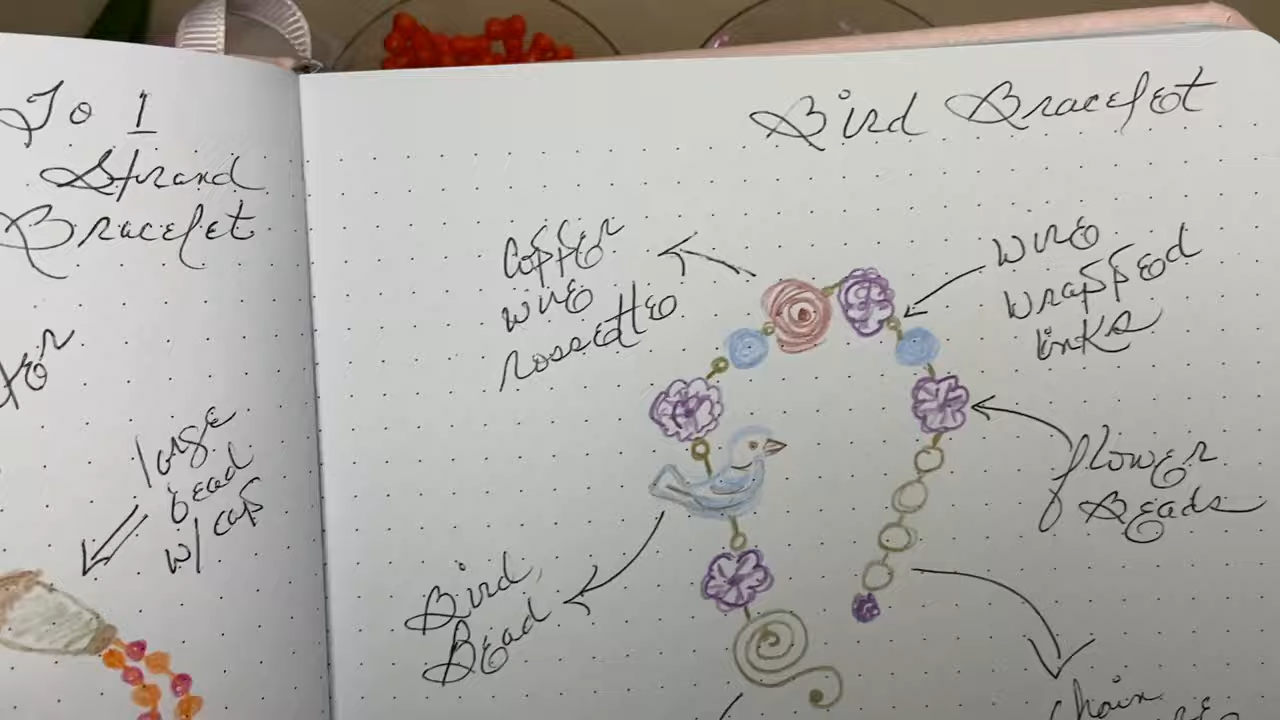 To 1
Strand
Bracelet
large
bead
w/ cap
Bird Bracelet
Copper
wire
rossette
wire
wrapped
links
flower
Beads
Bird
Bead
Chain